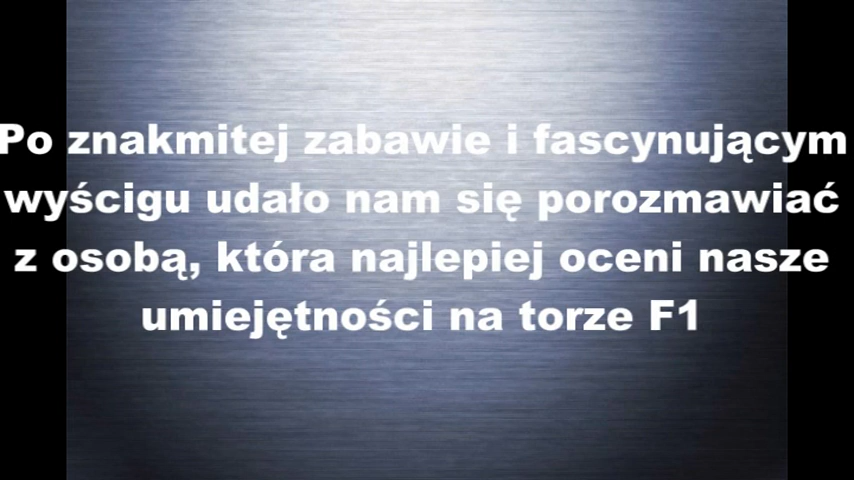 Po znakmitej zabawie i fascynującym
wyścigu udało nam się porozmawiać
z osobą, która najlepiej oceni nasze
umiejętności na torze F1